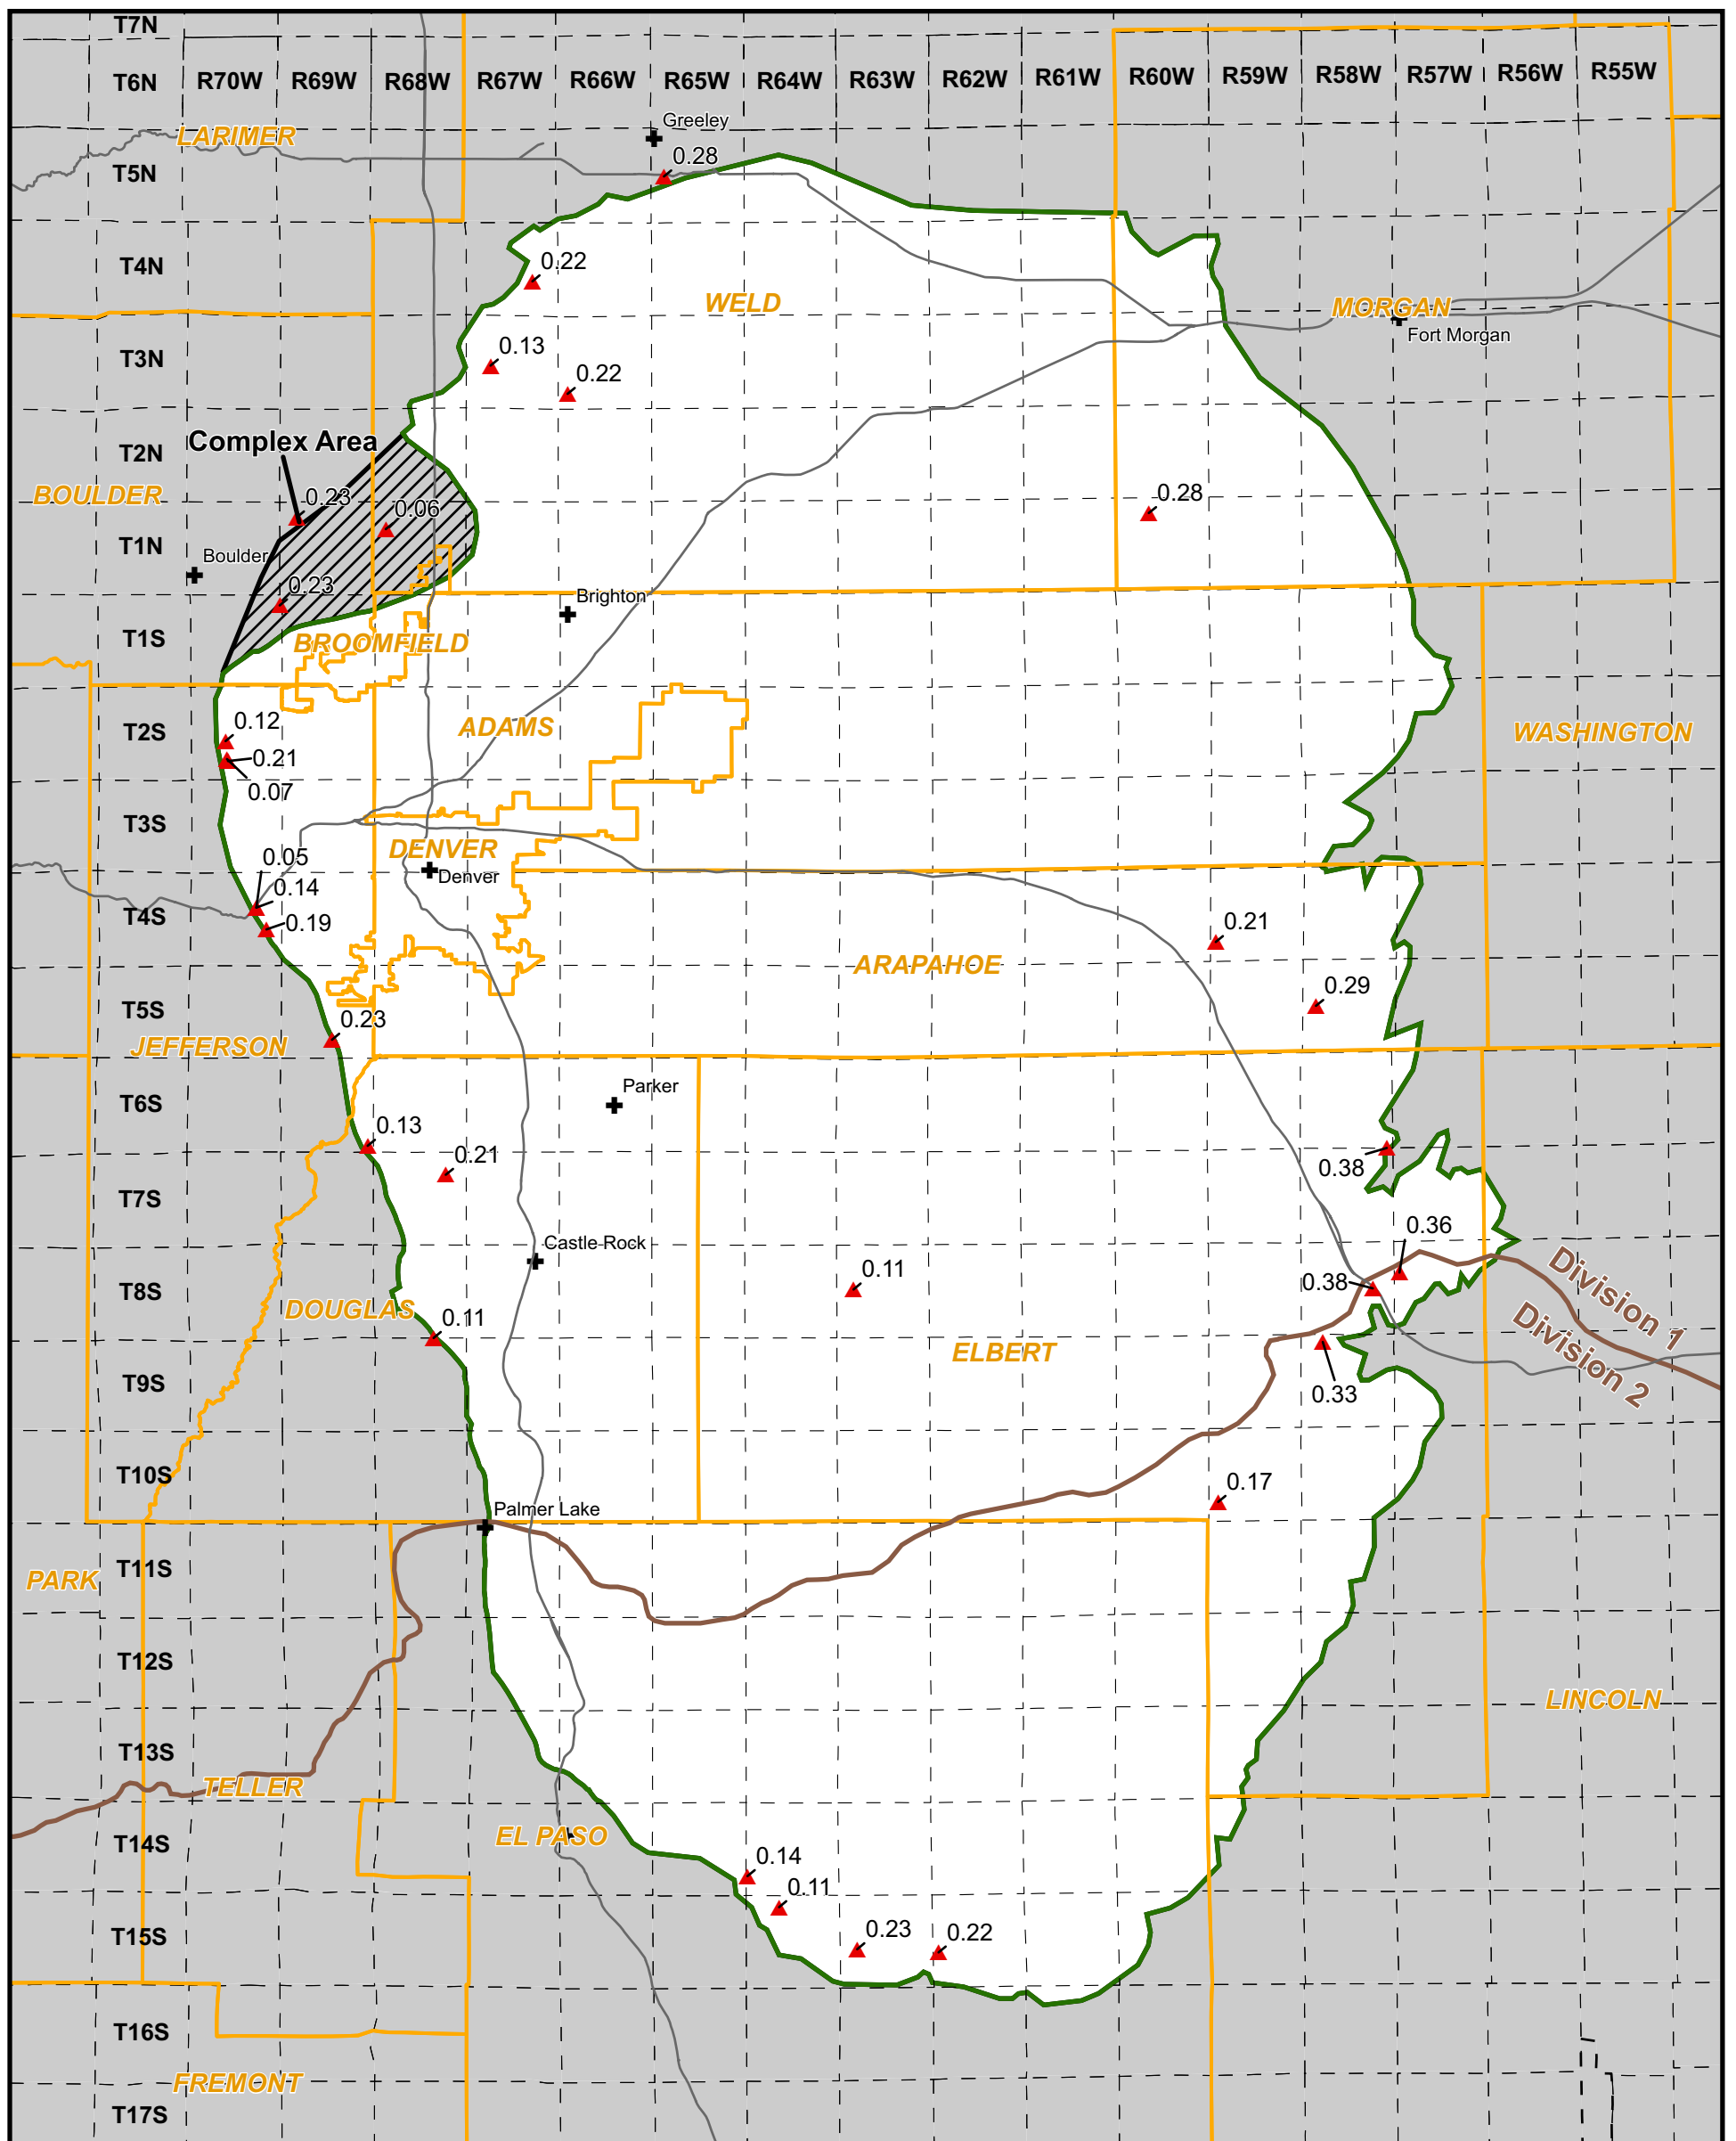 T7N
T6N
R70W
R69W
R68W
R67W
R66W
R65W
R64W
R63W
R62W
R61W
R60W
R59W
R58W
R57W
R56W
R55W
Greeley
LARIMER
0.28
T5N
T4N
0.22
WELD
MORGAN
Fort Morgan
T3N
0.13
0.22
Complex Area
T2N
BOULDER
0.23
0.06
0.28
T1N
Boulder
0.23
Brighton
T1S
BROOMFIELD
T2S
0.12
ADAMS
WASHINGTON
0.21
0.07
T3S
DENVER
0.05
Denver
0.14
T4S
0.19
0.21
ARAPAHOE
0.29
T5S
0.23
JEFFERSON
Parker
T6S
0.13
0.21
0.38
T7S
0.36
Castle Rock
0.11
0.38
T8S
Division 1
DOUGLAS
0.11
Division 2
ELBERT
T9S
0.33
T10S
0.17
Palmer Lake
T11S
PARK
T12S
LINCOLN
T13S
TELLER
T14S
EL PASO
0.14
0.11
T15S
0.23
0.22
T16S
FREMONT
T17S